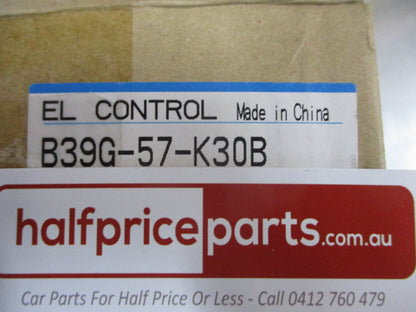 EL CONTROL Made in China
B39G-57-K30B
halfpriceparts.com.au
Car Parts For Half Price Or Less - Call 0412 760 479